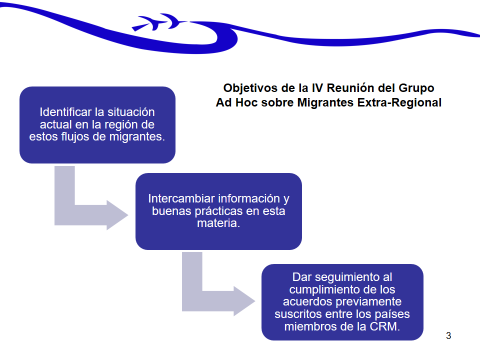 Objetivos de la IV Reunión del Grupo
Ad Hoc sobre Migrantes Extra-Regional
Identificar la situación
actual en la región de
estos flujos de migrantes.
Intercambiar información y
buenas prácticas en esta
materia.
Dar seguimiento al
cumplimiento de los
acuerdos previamente
suscritos entre los países
miembros de la CRM.
3